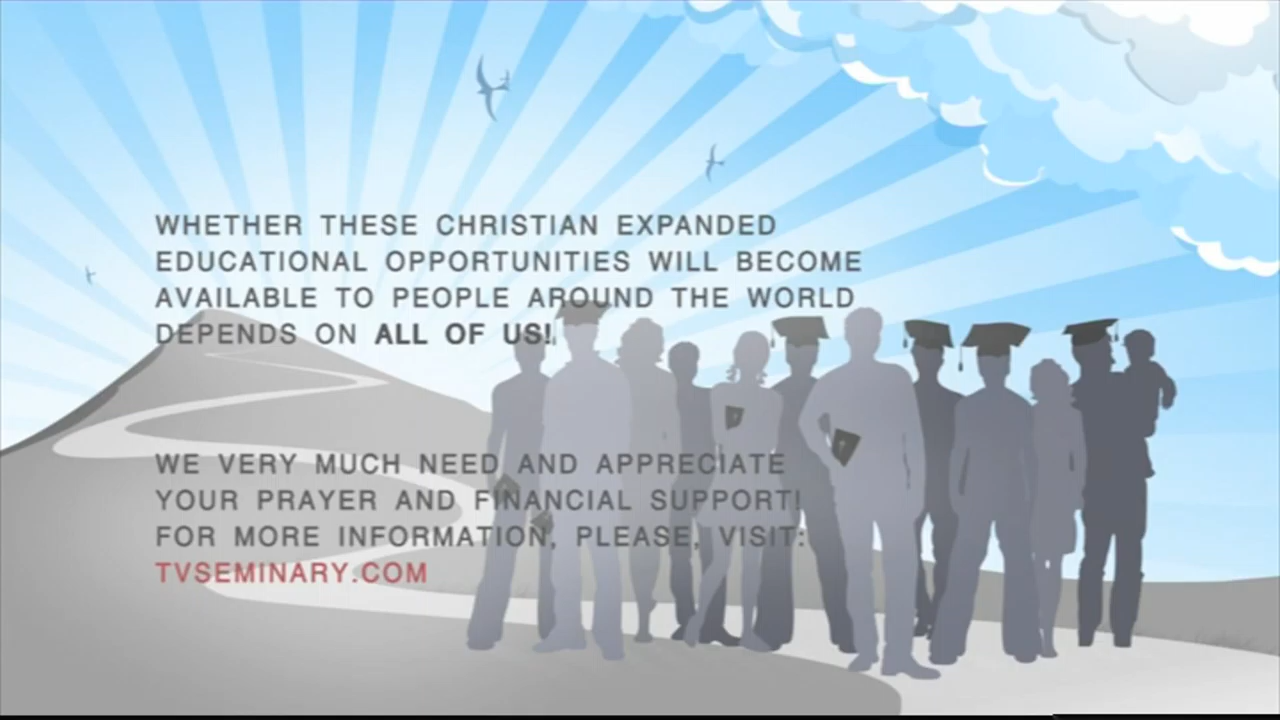 WHETHER THESE CHRISTIAN EXPANDED
EDUCATIONAL OPPORTUNITIES WILL BECOME
AVAILABLE TO PEOPLE AROUND THE WORLD
DEPENDS ON ALL OF US!
WE VERY MUCH NEED AND APPRECIATE
YOUR PRAYER AND FINANCIAL SUPPORT!
FOR MORE INFORMATION, PLEASE, VISIT:
TVSEMINARY.COM